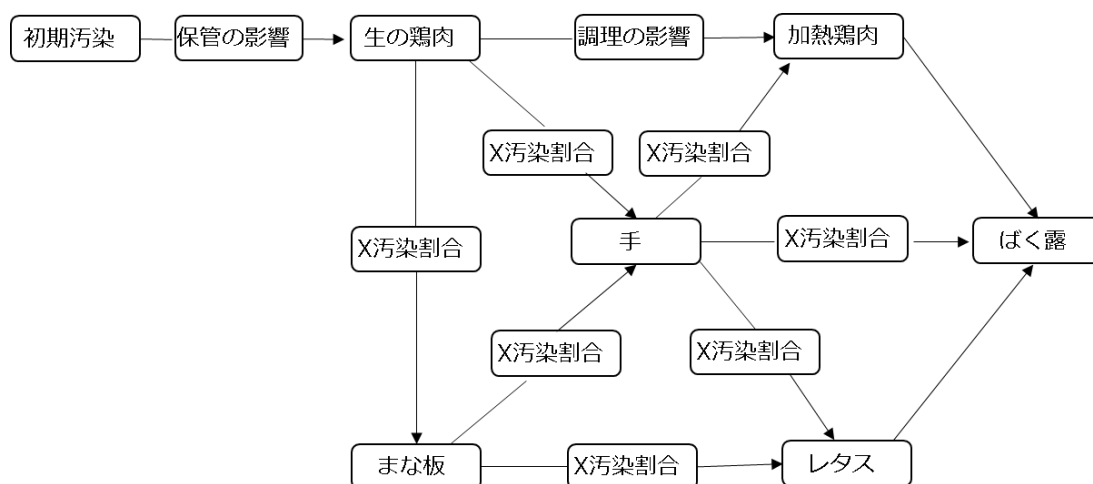 初期汚染
保管の影響
生の鶏肉
調理の影響
加熱鶏肉
X汚染割合
X汚染割合
X汚染割合
手
X汚染割合
ばく露
X汚染割合
X汚染割合
まな板
X汚染割合
レタス